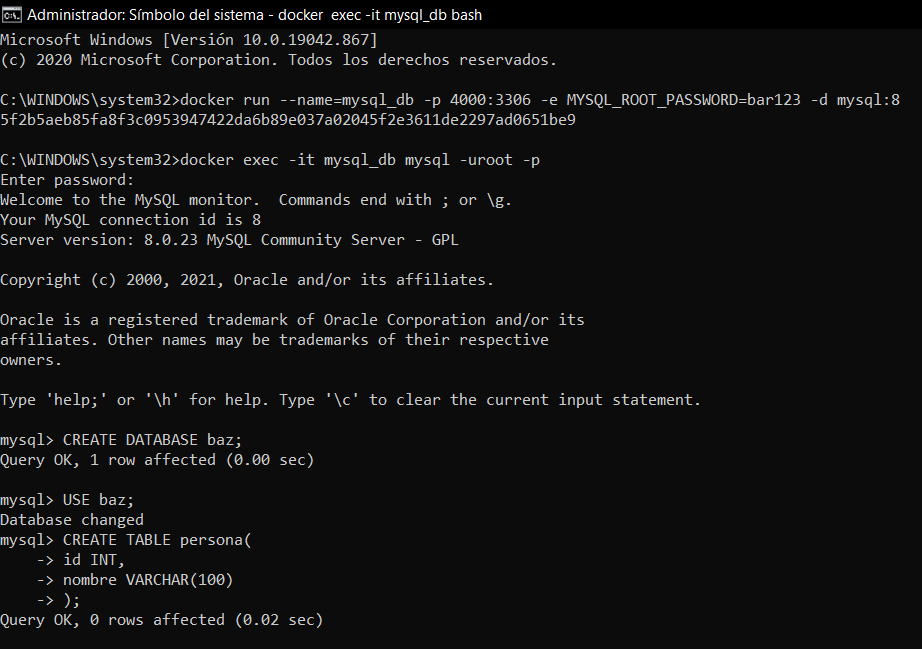 Administrador: Símbolo del sistema - docker  exec -it mysql_db bash
Microsoft Windows [Versión 10.0.19042.867]
(c) 2020 Microsoft Corporation. Todos los derechos reservados.
C:\WINDOWS\system32>docker run --name=mysql_db -p 4000:3306 -e MYSQL_ROOT_PASSWORD=bar123 -d mysql:8
5f2b5aeb85fa8f3c0953947422da6b89e037a02045f2e3611de2297ad0651be9
C:\WINDOWS\system32>docker exec -it mysql_db mysql -uroot -p
Enter password:
Welcome to the MySQL monitor.  Commands end with ; or \g.
Your MySQL connection id is 8
Server version: 8.0.23 MySQL Community Server - GPL
Copyright (c) 2000, 2021, Oracle and/or its affiliates.
Oracle is a registered trademark of Oracle Corporation and/or its
affiliates. Other names may be trademarks of their respective
owners.
Type 'help;' or '\h' for help. Type '\c' to clear the current input statement.
mysql> CREATE DATABASE baz;
Query OK, 1 row affected (0.00 sec)
mysql> USE baz;
Database changed
mysql> CREATE TABLE persona(
    -> id INT,
    -> nombre VARCHAR(100)
    -> );
Query OK, 0 rows affected (0.02 sec)